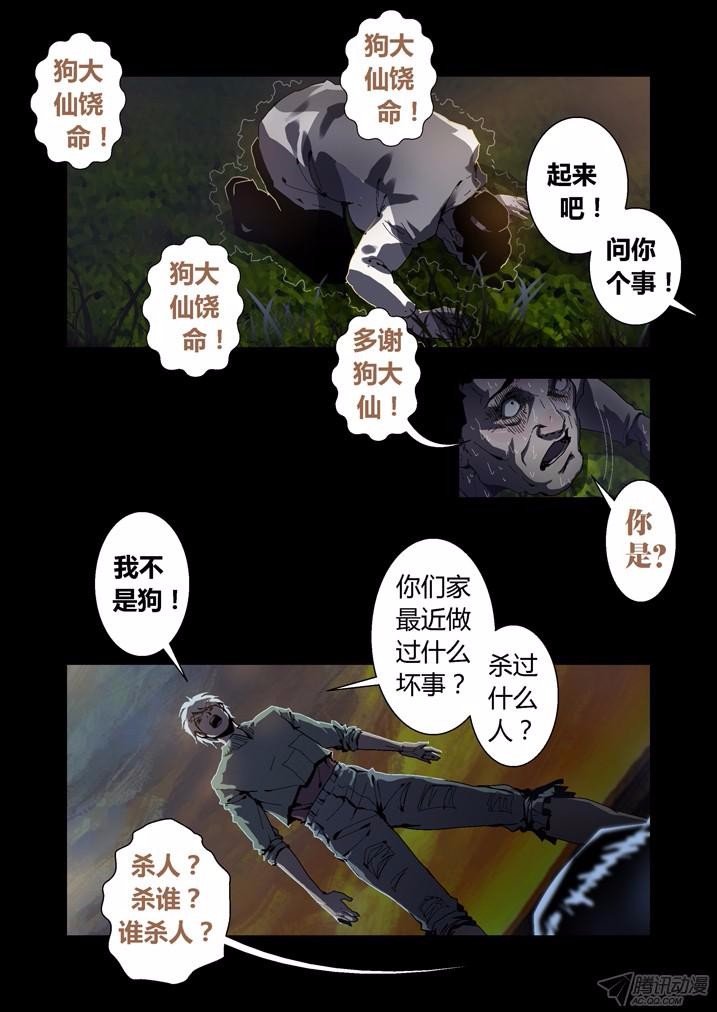 狗大
仙饶
命！
狗大
仙饶
命！
起来
吧！
问你
个事！
狗大
仙饶
命！
多谢
狗大
仙！
你
是？
我不
是狗！
你们家
最近做
过什么
坏事？
杀过
什么
人？
杀人？
杀谁？
谁杀人？
腾讯动漫
AC.QQ.COM